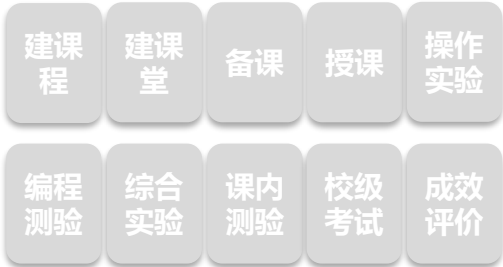 建课
程
建课
堂
备课
授课
操作
实验
编程
测验
综合
实验
课内
测验
校级
考试
成效
评价